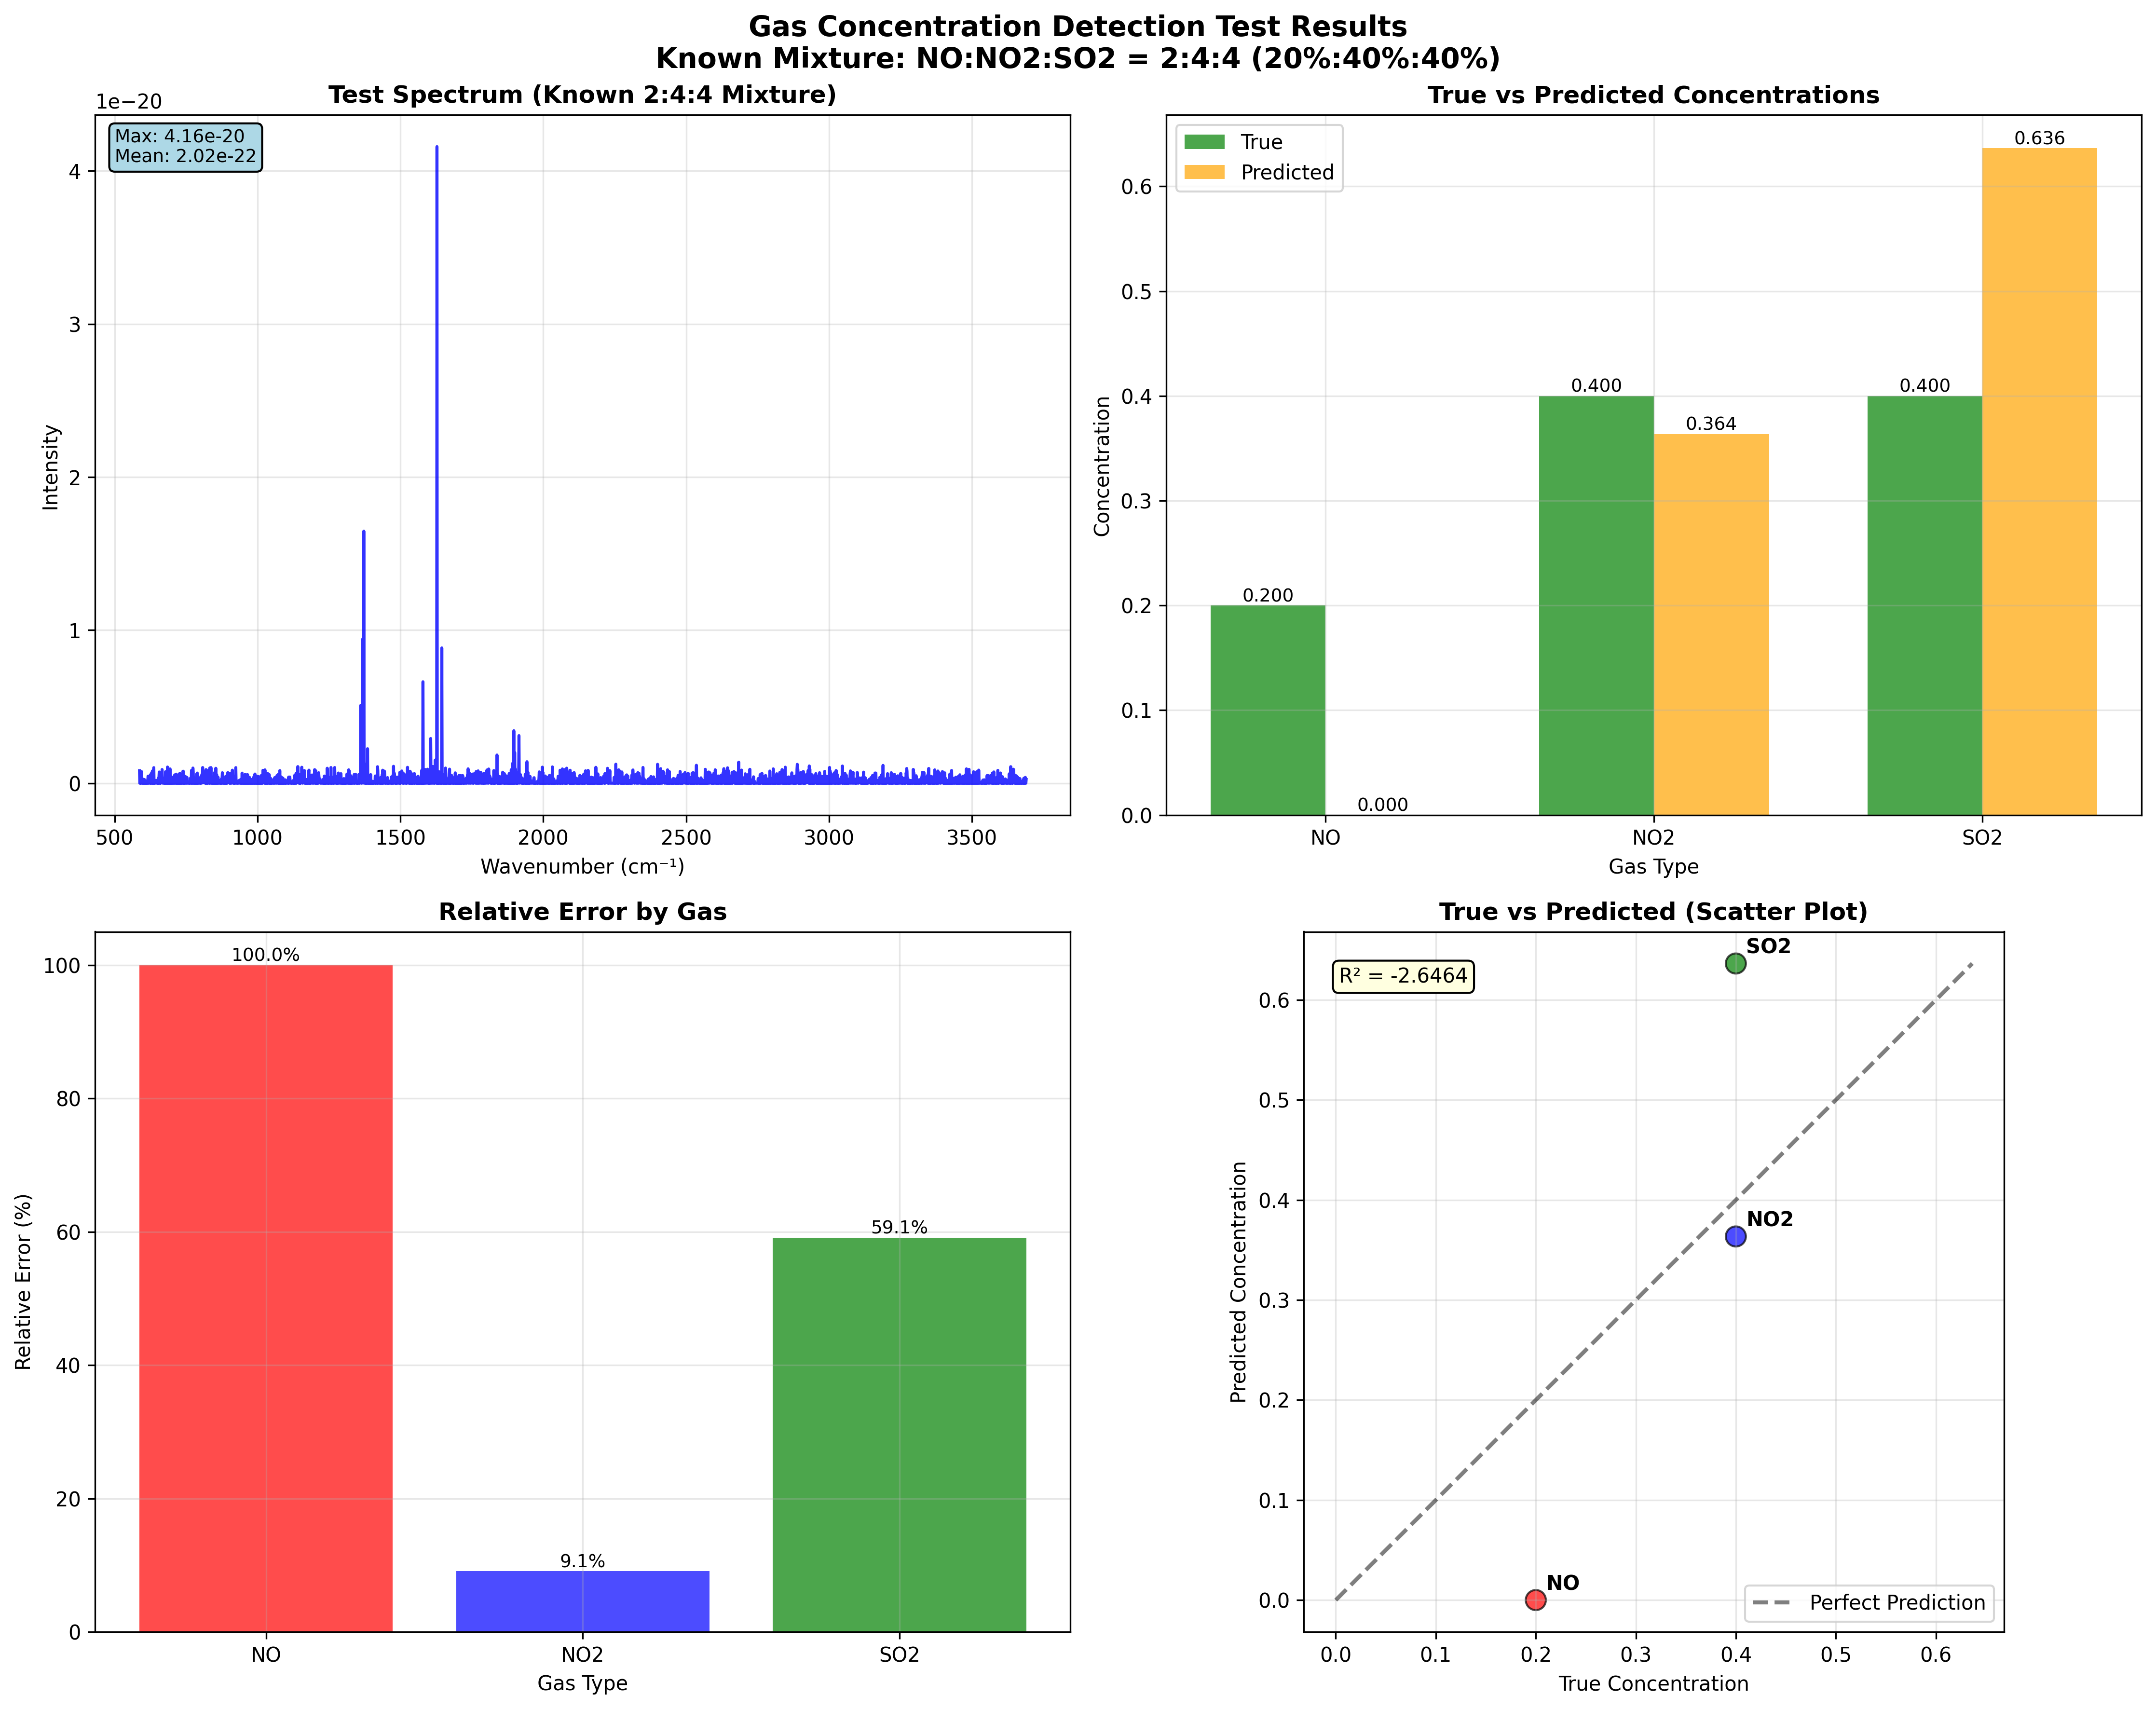 Gas Concentration Detection Test Results
Known Mixture: NO:NO2:SO2 = 2:4:4 (20%:40%:40%)
Test Spectrum (Known 2:4:4 Mixture)
1e−20
Max: 4.16e-20
Mean: 2.02e-22
4
3
2
1
0
Intensity
500 1000 1500 2000 2500 3000 3500
Wavenumber (cm⁻¹)
True vs Predicted Concentrations
True
Predicted
0.636
0.400
0.364
0.400
0.200
0.000
0.6
0.5
0.4
0.3
0.2
0.1
0.0
Concentration
NO NO2 SO2
Gas Type
Relative Error by Gas
100.0%
9.1%
59.1%
100
80
60
40
20
0
Relative Error (%)
NO NO2 SO2
Gas Type
True vs Predicted (Scatter Plot)
R² = -2.6464
SO2
NO2
NO
Perfect Prediction
0.6
0.5
0.4
0.3
0.2
0.1
0.0
Predicted Concentration
0.0 0.1 0.2 0.3 0.4 0.5 0.6
True Concentration